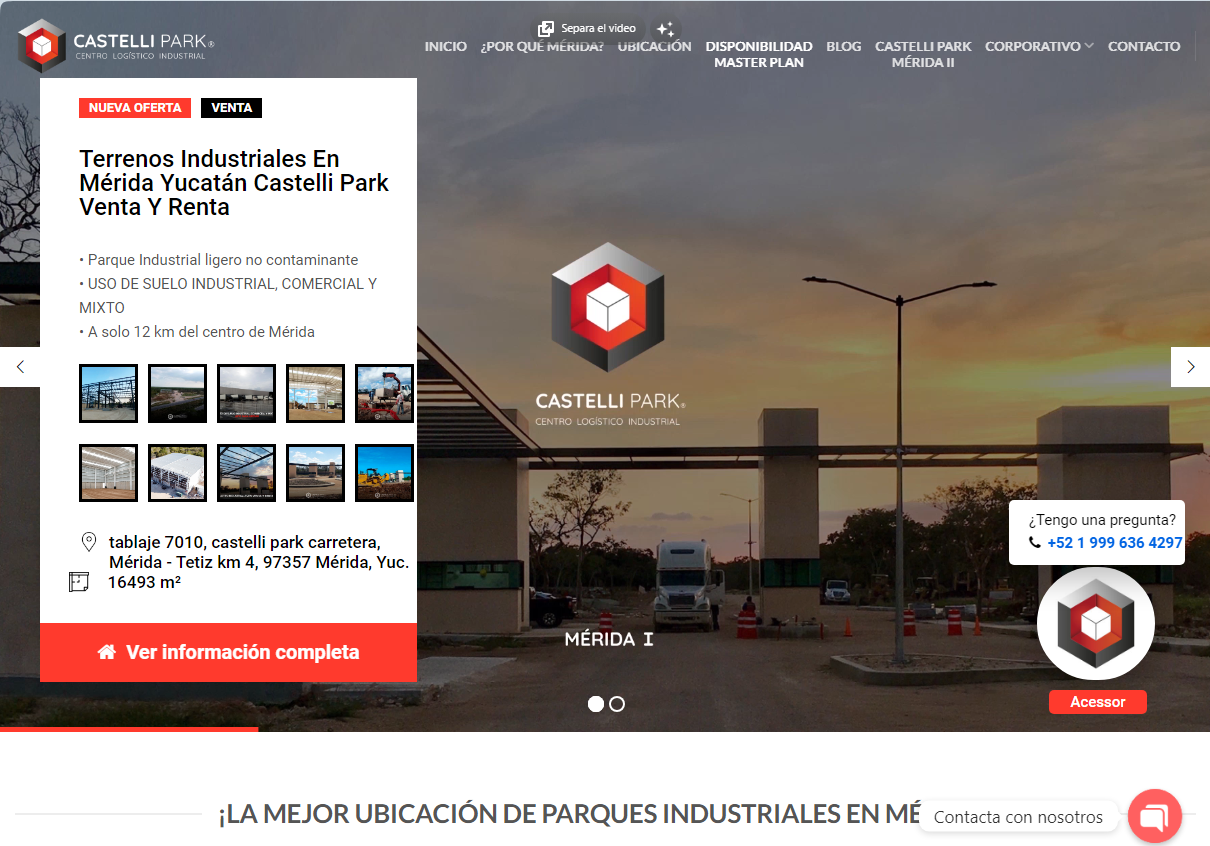 CASTELLI PARK®
CENTRO LOGÍSTICO INDUSTRIAL
Separa el video
INICIO
¿POR QUÉ MÉRIDA?
UBICACIÓN
DISPONIBILIDAD
MASTER PLAN
BLOG
CASTELLI PARK
MÉRIDA II
CORPORATIVO
CONTACTO
NUEVA OFERTA
VENTA
Terrenos Industriales En
Mérida Yucatán Castelli Park
Venta Y Renta
• Parque Industrial ligero no contaminante
• USO DE SUELO INDUSTRIAL, COMERCIAL Y
MIXTO
• A solo 12 km del centro de Mérida
tablaje 7010, castelli park carretera,
Mérida - Tetiz km 4, 97357 Mérida, Yuc.
16493 m²
Ver información completa
CASTELLI PARK®
CENTRO LOGÍSTICO INDUSTRIAL
MÉRIDA I
¿Tengo una pregunta?
+52 1 999 636 4297
Acessor
¡LA MEJOR UBICACIÓN DE PARQUES INDUSTRIALES EN MÉ
Contacta con nosotros